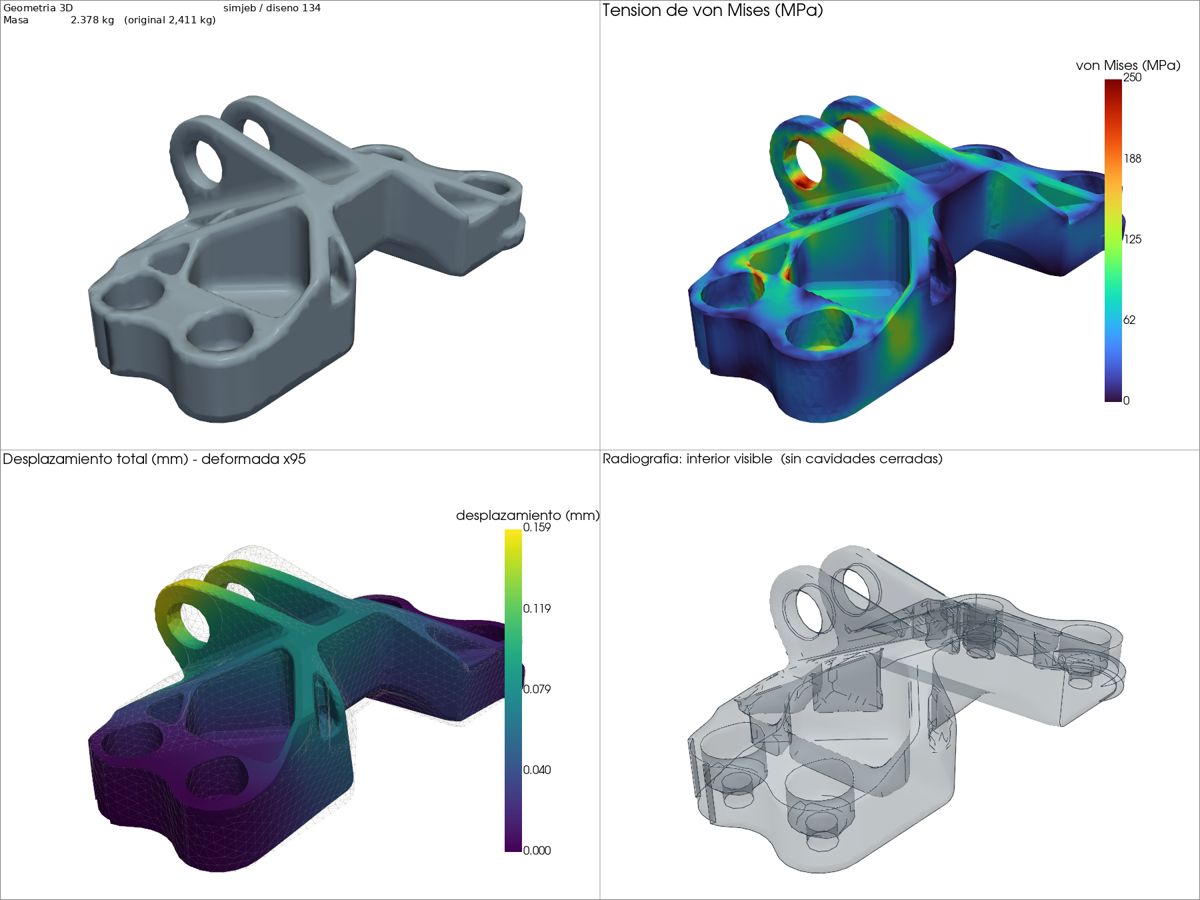 Geometria 3D simjeb / diseno 134
Masa 2.378 kg (original 2,411 kg)
Tension de von Mises (MPa)
von Mises (MPa)
250
188
125
62
0
Desplazamiento total (mm) - deformada x95
desplazamiento (mm)
0.159
0.119
0.079
0.040
0.000
Radiografia: interior visible (sin cavidades cerradas)